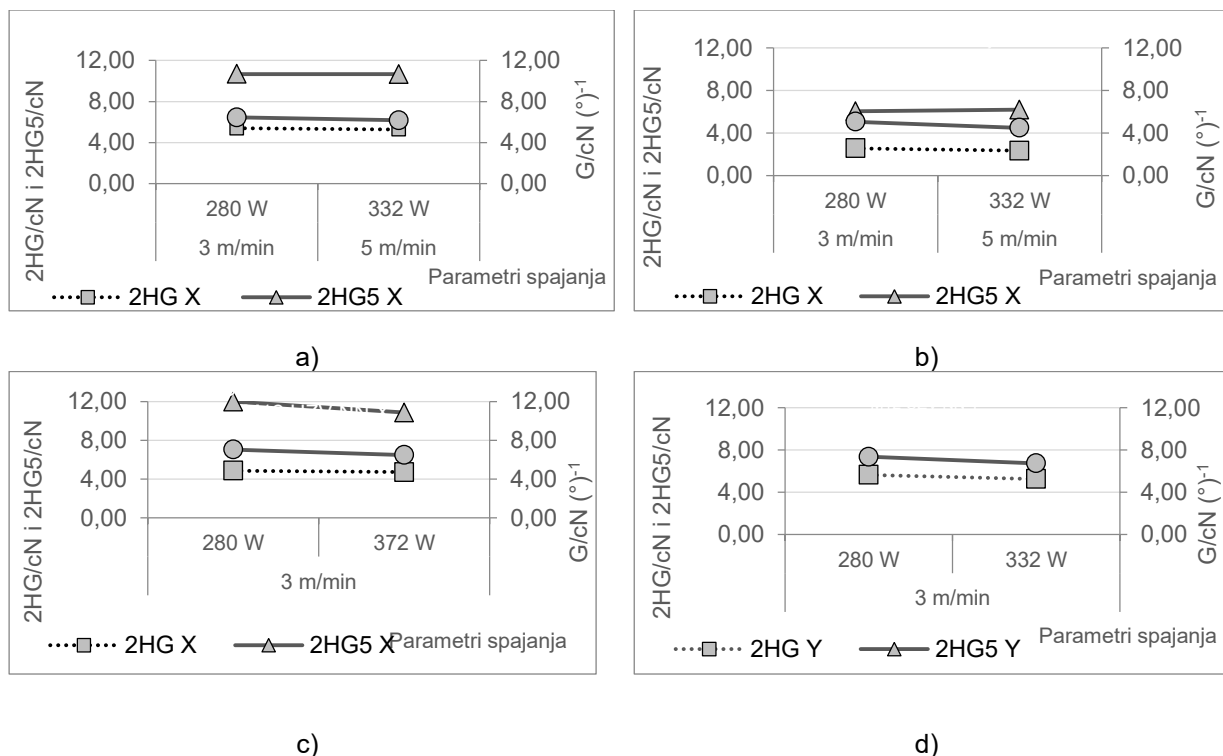 12,00
8,00
4,00
0,00
2HG/cN i 2HG5/cN
12,00
8,00
4,00
0,00
G/cN (°)-1
280 W 332 W
3 m/min 5 m/min
Parametri spajanja
2HG X 2HG5 X
a)
12,00
8,00
4,00
0,00
2HG/cN i 2HG5/cN
12,00
8,00
4,00
0,00
G/cN (°)-1
280 W 332 W
3 m/min 5 m/min
Parametri spajanja
2HG X 2HG5 X
b)
12,00
8,00
4,00
0,00
2HG/cN i 2HG5/cN
12,00
8,00
4,00
0,00
G/cN (°)-1
280 W 372 W
3 m/min
Parametri spajanja
2HG X 2HG5 X
c)
12,00
8,00
4,00
0,00
2HG/cN i 2HG5/cN
12,00
8,00
4,00
0,00
G/cN (°)-1
280 W 332 W
3 m/min
Parametri spajanja
2HG Y 2HG5 Y
d)